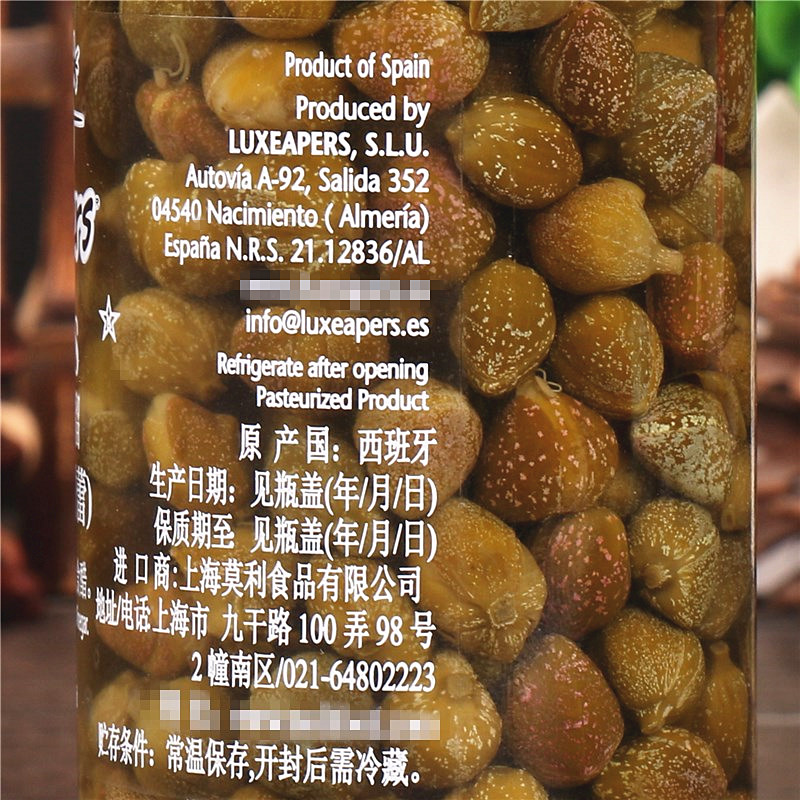 Product of Spain
Produced by
LUXEAPERS, S.L.U.
Autovía A-92, Salida 352
04540 Nacimiento ( Almería)
España N.R.S. 21.12836/AL
info@luxeapers.es
Refrigerate after opening
Pasteurized Product
原 产 国：西班牙
生产日期：见瓶盖(年/月/日)
保质期至 见瓶盖(年/月/日)
进 口 商:上海莫利食品有限公司
地址/电话上海市 九干路 100 弄 98 号
2 幢南区/021-64802223
贮存条件：常温保存,开封后需冷藏。